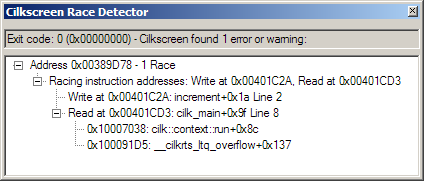 Cilkscreen Race Detector
Exit code: 0 (0x00000000) - Cilkscreen found 1 error or warning:
Address 0x00389D78 - 1 Race
Racing instruction addresses: Write at 0x00401C2A, Read at 0x00401CD3
Write at 0x00401C2A: increment+0x1a Line 2
Read at 0x00401CD3: cilk_main+0x9f Line 8
0x10007038: cilk::context::run+0x8c
0x100091D5: __cilkrts_ltq_overflow+0x137